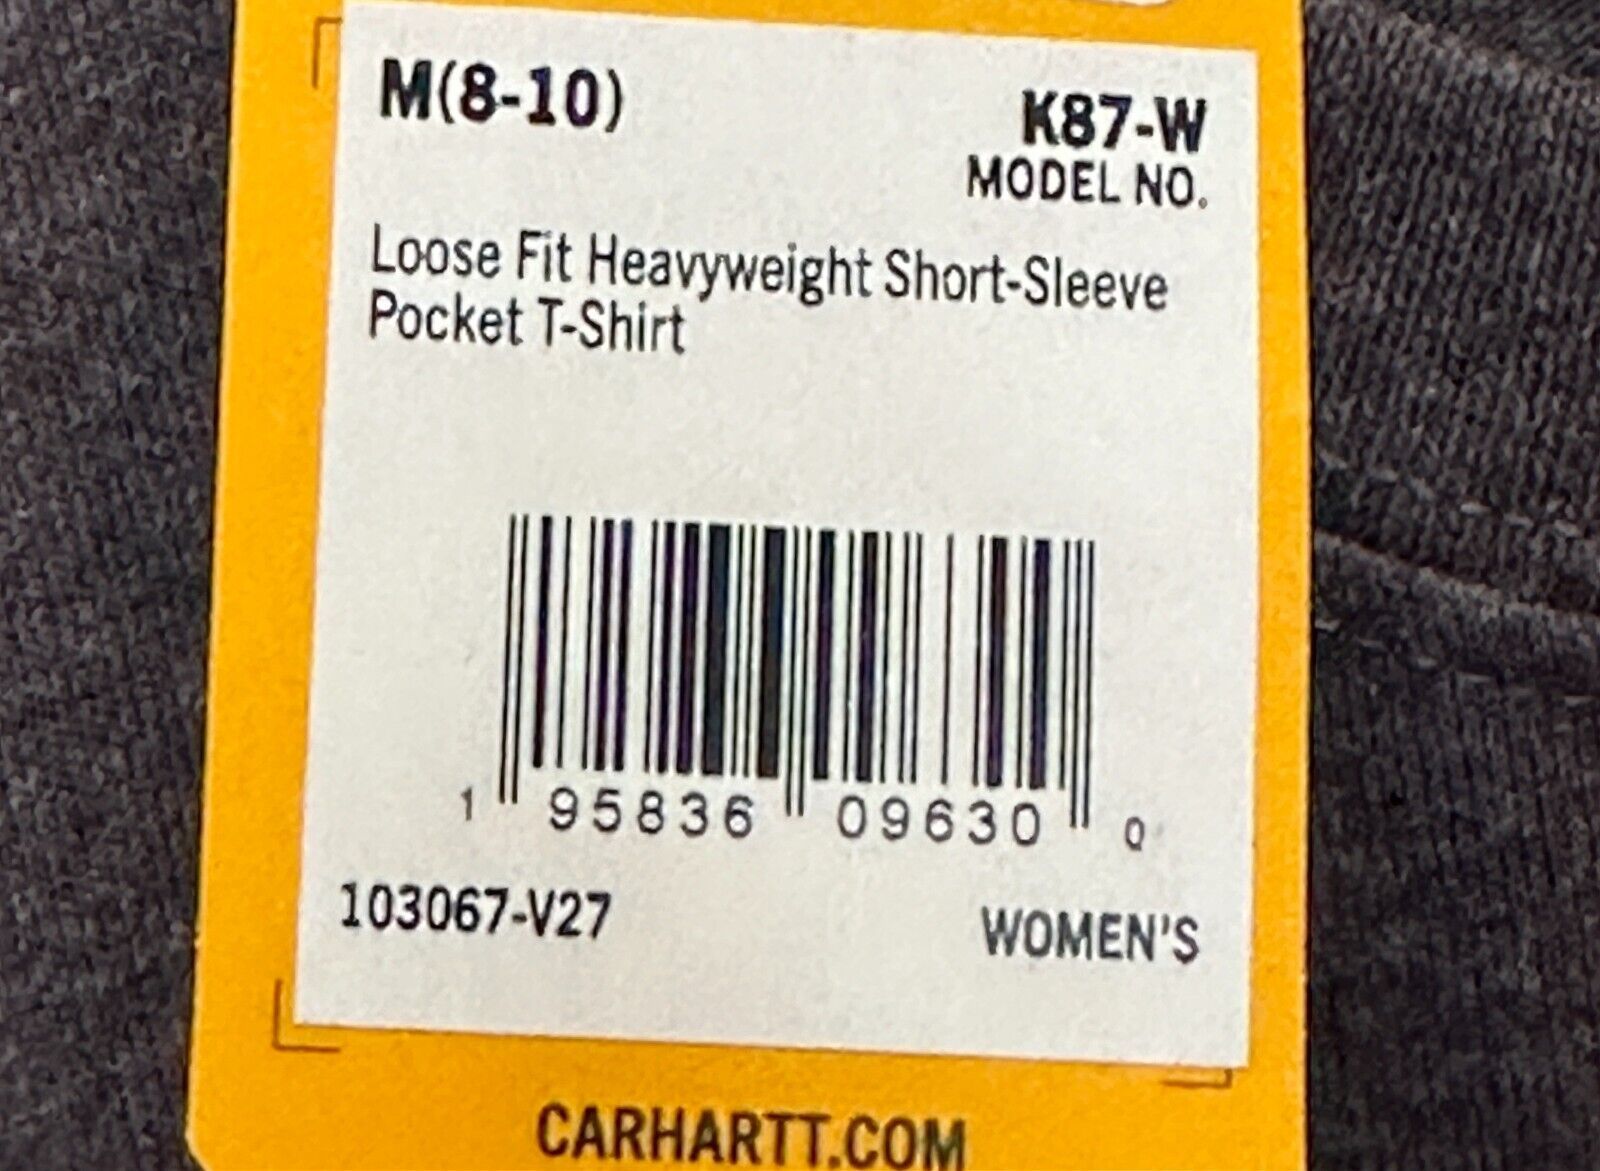 M(8-10)
K87-W
MODEL NO.
Loose Fit Heavyweight Short-Sleeve
Pocket T-Shirt
1 95836 09630 0
103067-V27
WOMEN'S
CARHARTT.COM